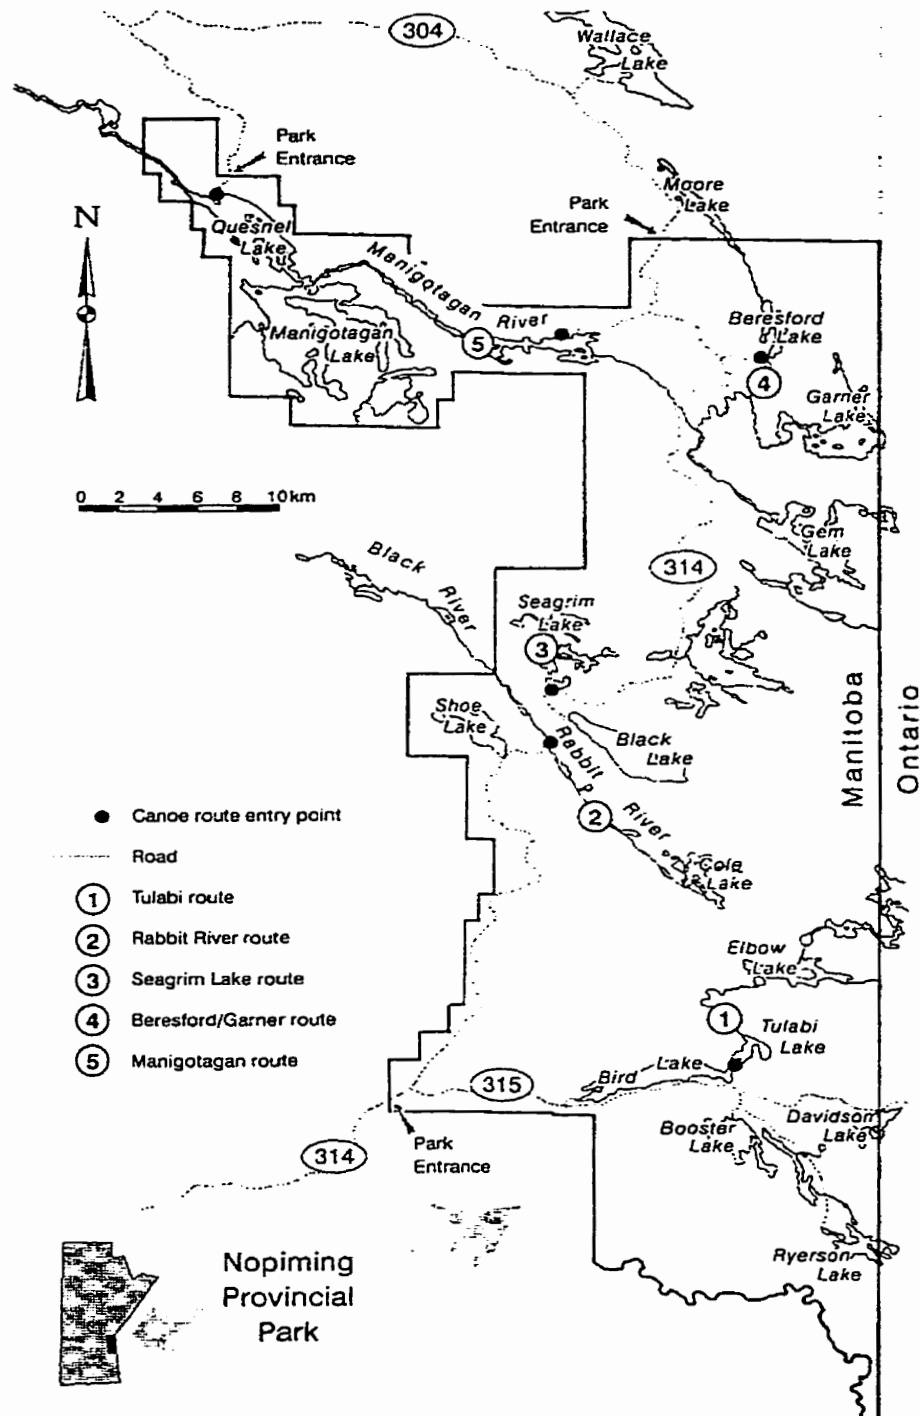 304
Wallace
Lake
Park
Entrance
Moore
Lake
Park
Entrance
N
Quesnel
Lake
Manigotagan
River
5
Manigotagan
Lake
Beresford
Lake
4
Garner
Lake
0 2 4 6 8 10 km
Gem
Lake
Black
River
314
Seagrim
Lake
3
Shoe
Lake
Black
Lake
Rabbit
River
2
Cole
Lake
Manitoba
Ontario
Canoe route entry point
Road
1 Tulabi route
2 Rabbit River route
3 Seagrim Lake route
4 Beresford/Garner route
5 Manigotagan route
Elbow
Lake
1
Tulabi
Lake
Bird Lake
315
Davidson
Lake
Booster
Lake
Park
Entrance
314
Ryerson
Lake
Nopiming
Provincial
Park